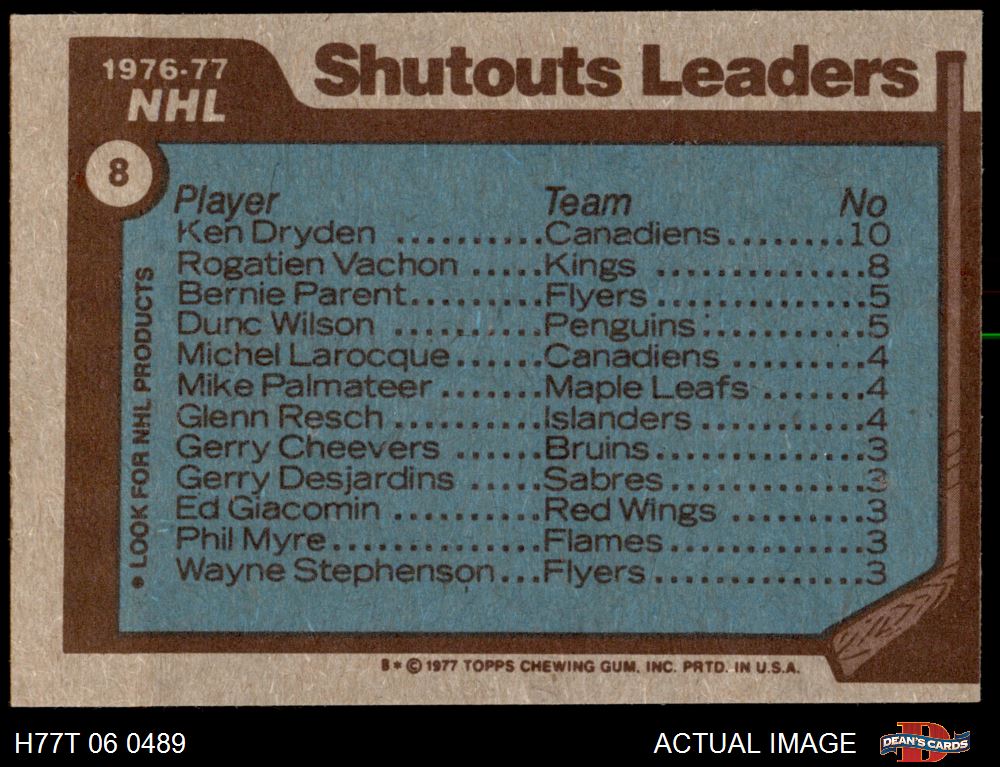 1976-77
NHL
Shutouts Leaders
8
Player Team No
Ken Dryden ..........Canadiens........10
Rogatien Vachon .....Kings .............8
Bernie Parent.........Flyers .............5
Dunc Wilson ..........Penguins ..........5
Michel Larocque......Canadiens ........4
Mike Palmateer .......Maple Leafs ......4
Glenn Resch ..........Islanders ..........4
Gerry Cheevers ......Bruins.............3
Gerry Desjardins .....Sabres ............3
Ed Giacomin ..........Red Wings ........3
Phil Myre..............Flames............3
Wayne Stephenson...Flyers.............3
• LOOK FOR NHL PRODUCTS
B* © 1977 TOPPS CHEWING GUM, INC. PRTD. IN U.S.A.
H77T 06 0489
ACTUAL IMAGE
D
DEAN'S CARDS